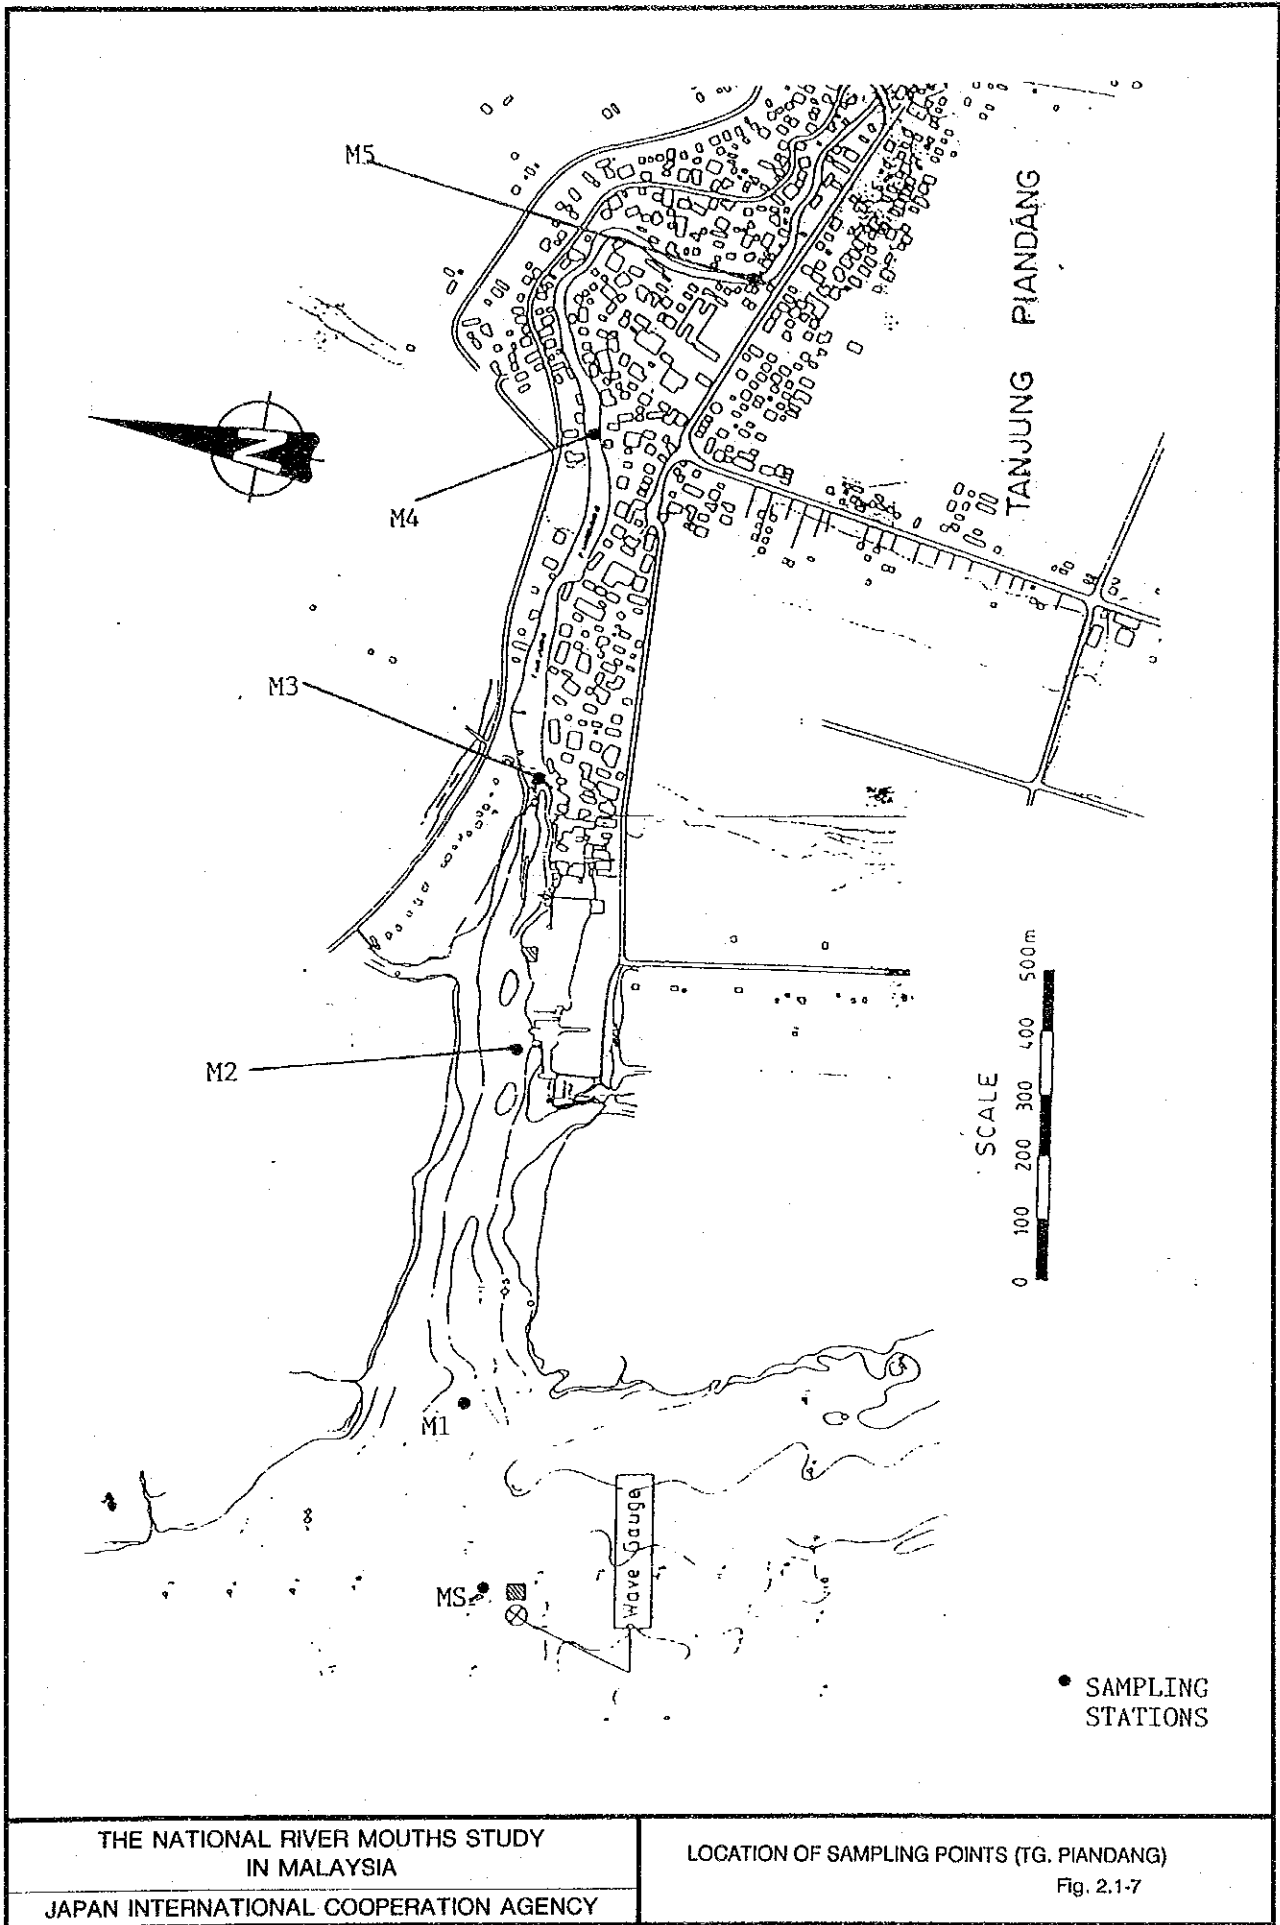 M5
TANJUNG PIANDANG
N
M4
M3
M2
SCALE
0 100 200 300 400 500m
M1
Wave Gauge
MS
SAMPLING
STATIONS
THE NATIONAL RIVER MOUTHS STUDY
IN MALAYSIA
JAPAN INTERNATIONAL COOPERATION AGENCY
LOCATION OF SAMPLING POINTS (TG. PIANDANG)
Fig. 2.1-7